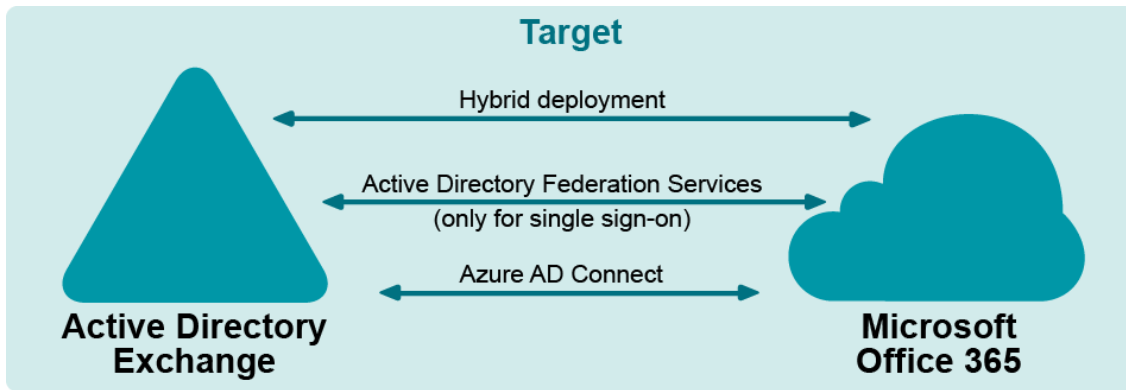 Target
Hybrid deployment
Active Directory Federation Services
(only for single sign-on)
Azure AD Connect
Active Directory
Exchange
Microsoft
Office 365